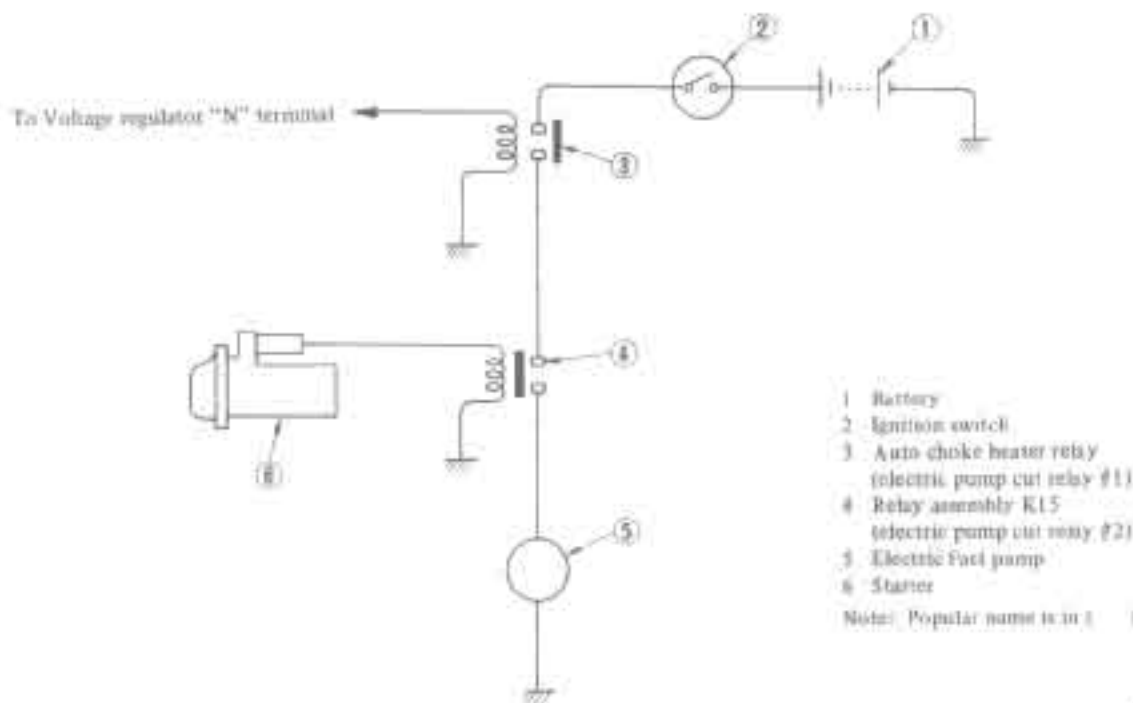 ②
①
To Voltage regulator "N" terminal
③
④
⑥
⑤
1 Battery
2 Ignition switch
3 Auto choke heater relay
(electric pump cut relay #1)
4 Relay assembly K15
(electric pump cut relay #2)
5 Electric fuel pump
6 Starter
Note: Popular name is in ( )